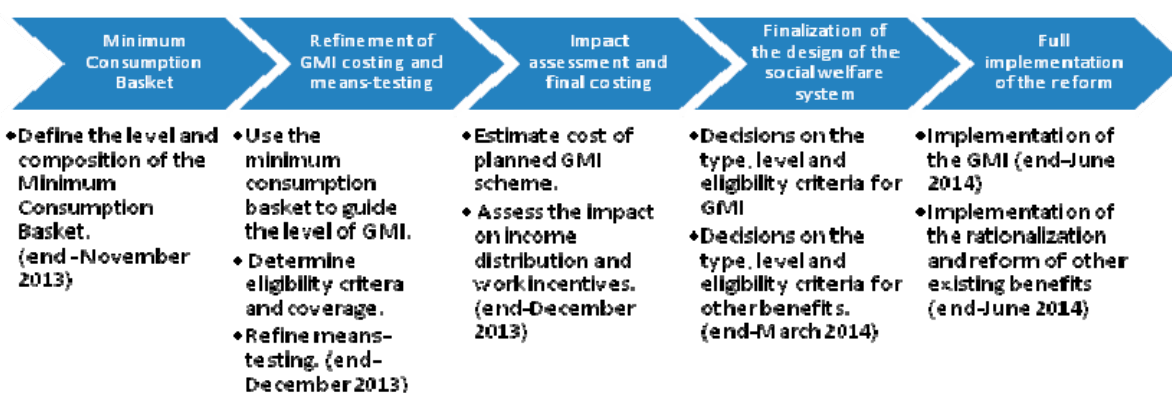 Minimum
Consumption
Basket
Refinement of
GMI costing and
means-testing
Impact
assessment and
final costing
Finalization of
the design of the
social welfare
system
Full
implementation
of the reform
•Define the level and
composition of the
Minimum
Consumption
Basket.
(end -November
2013)
•Use the
minimum
consumption
basket to guide
the level of GMI.
• Determine
eligibility critera
and coverage.
•Refine means-
testing. (end-
December 2013)
•Estimate cost of
planned GMI
scheme.
• Assess the impact
on income
distribution and
work incentives.
(end-December
2013)
•Decisions on the
type, level and
eligibility criteria for
GMI
•Decisions on the
type, level and
eligibility criteria for
other benefits.
(end-March 2014)
•Implementation of
the GMI (end-June
2014)
•Implementation of
the rationalization
and reform of other
existing benefits
(end-June 2014)